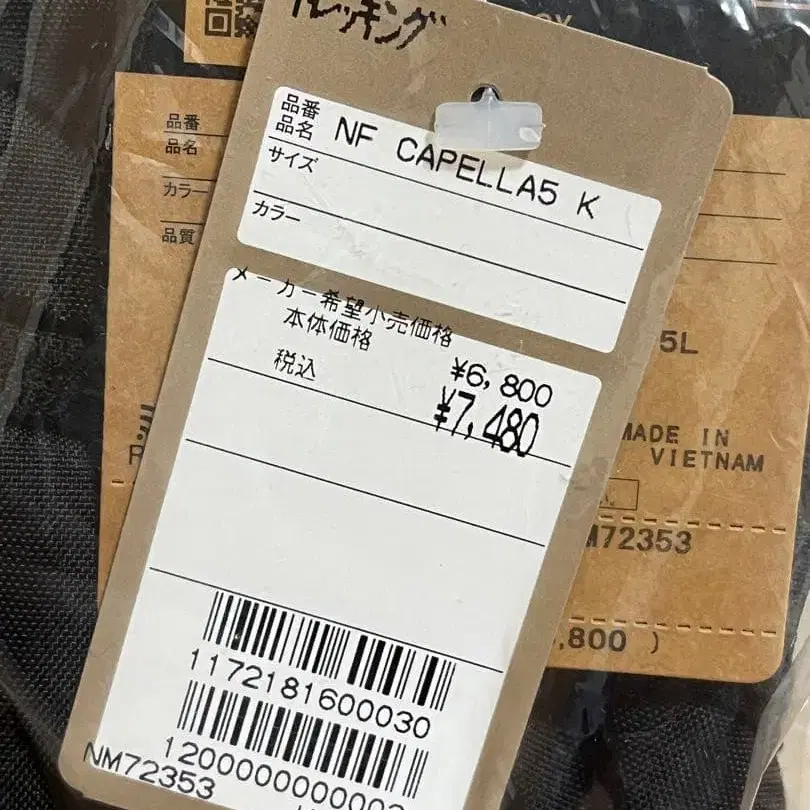 トレッキング
品番
品名 NF CAPELLA5 K
サイズ
カラー
メーカー希望小売価格
本体価格 ¥6,800
税込 ¥7,480
1172181600030
NM72353
品番
品名
カラー
品質
5L
MADE IN
VIETNAM
M72353
,800 )